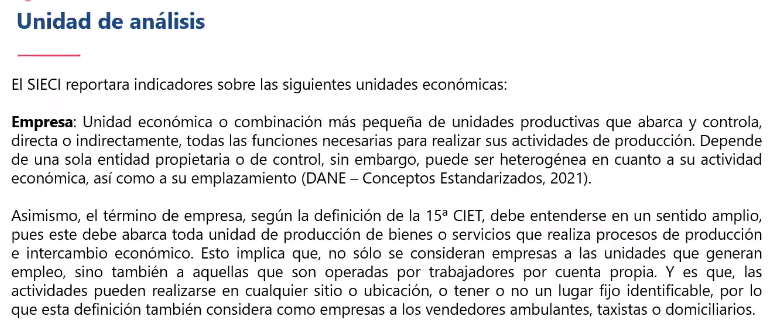 Unidad de análisis
El SIECI reportara indicadores sobre las siguientes unidades económicas:
Empresa: Unidad económica o combinación más pequeña de unidades productivas que abarca y controla,
directa o indirectamente, todas las funciones necesarias para realizar sus actividades de producción. Depende
de una sola entidad propietaria o de control, sin embargo, puede ser heterogénea en cuanto a su actividad
económica, así como a su emplazamiento (DANE – Conceptos Estandarizados, 2021).
Asimismo, el término de empresa, según la definición de la 15ª CIET, debe entenderse en un sentido amplio,
pues este debe abarca toda unidad de producción de bienes o servicios que realiza procesos de producción
e intercambio económico. Esto implica que, no sólo se consideran empresas a las unidades que generan
empleo, sino también a aquellas que son operadas por trabajadores por cuenta propia. Y es que, las
actividades pueden realizarse en cualquier sitio o ubicación, o tener o no un lugar fijo identificable, por lo
que esta definición también considera como empresas a los vendedores ambulantes, taxistas o domiciliarios.